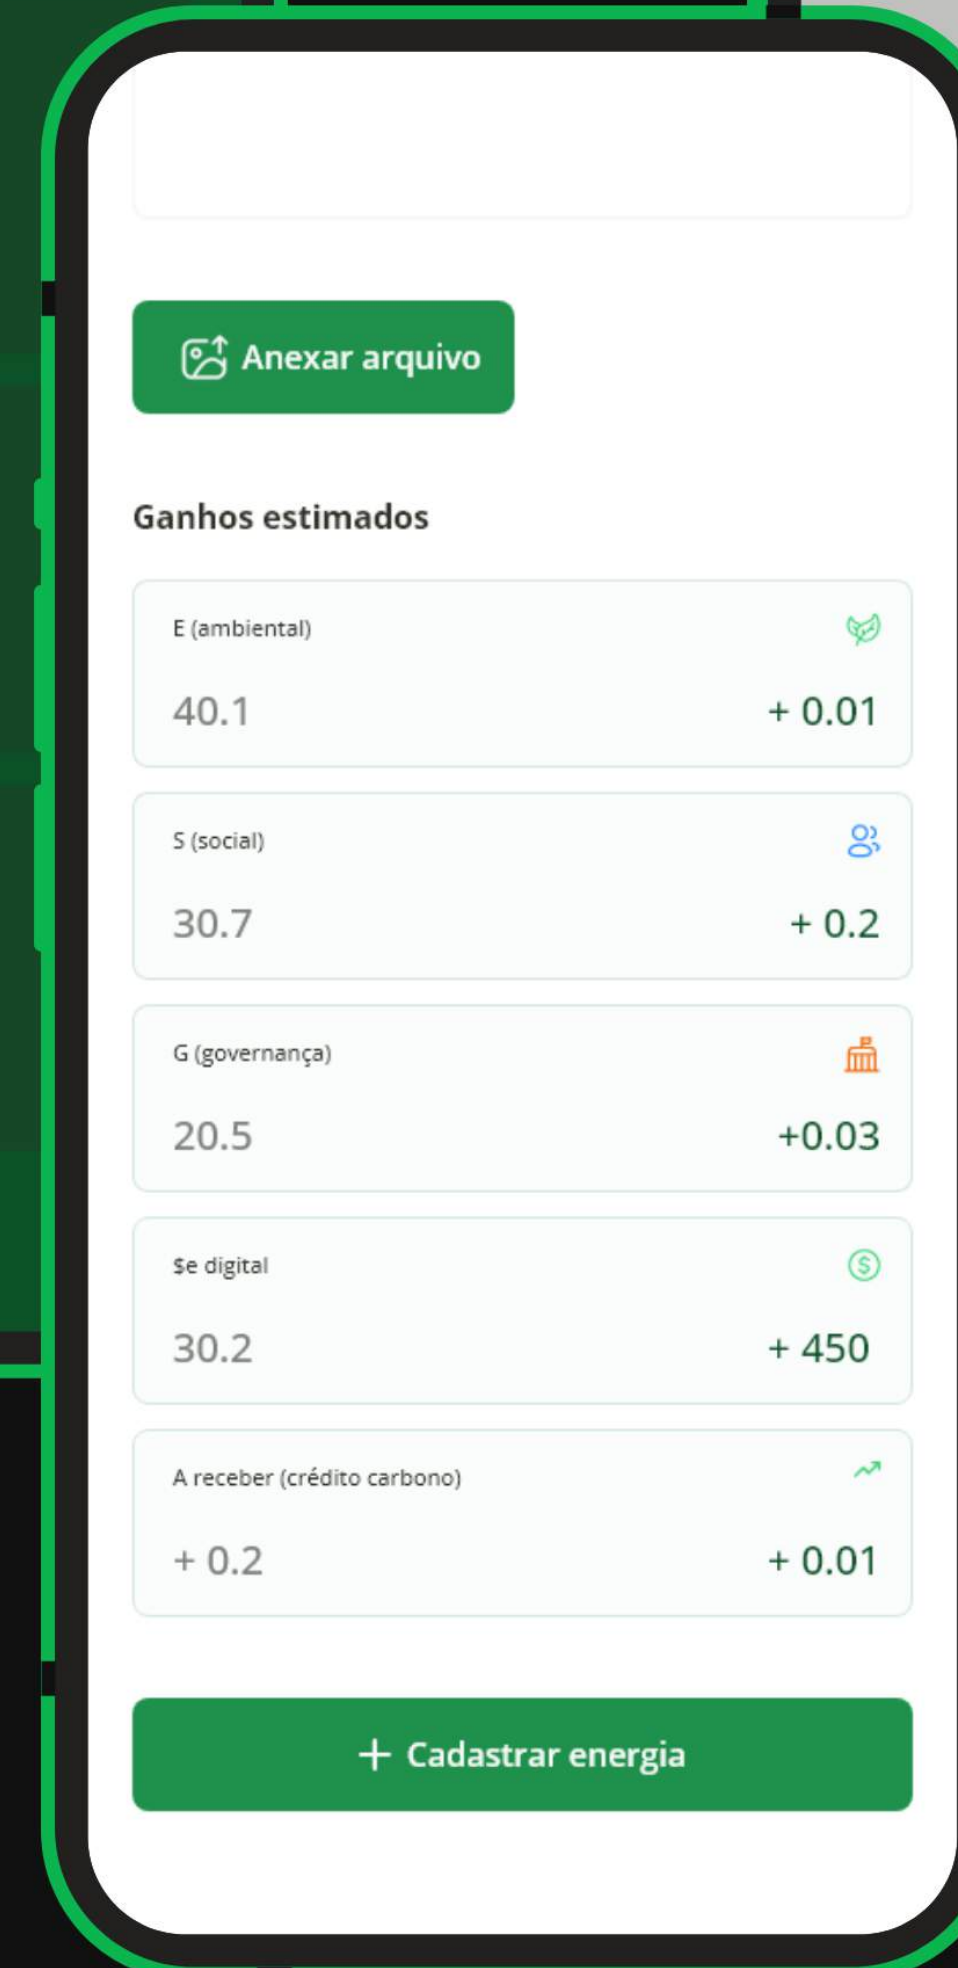 Anexar arquivo
Ganhos estimados
E (ambiental)
40.1 + 0.01
S (social)
30.7 + 0.2
G (governança)
20.5 +0.03
$e digital
30.2 + 450
A receber (crédito carbono)
+ 0.2 + 0.01
+ Cadastrar energia